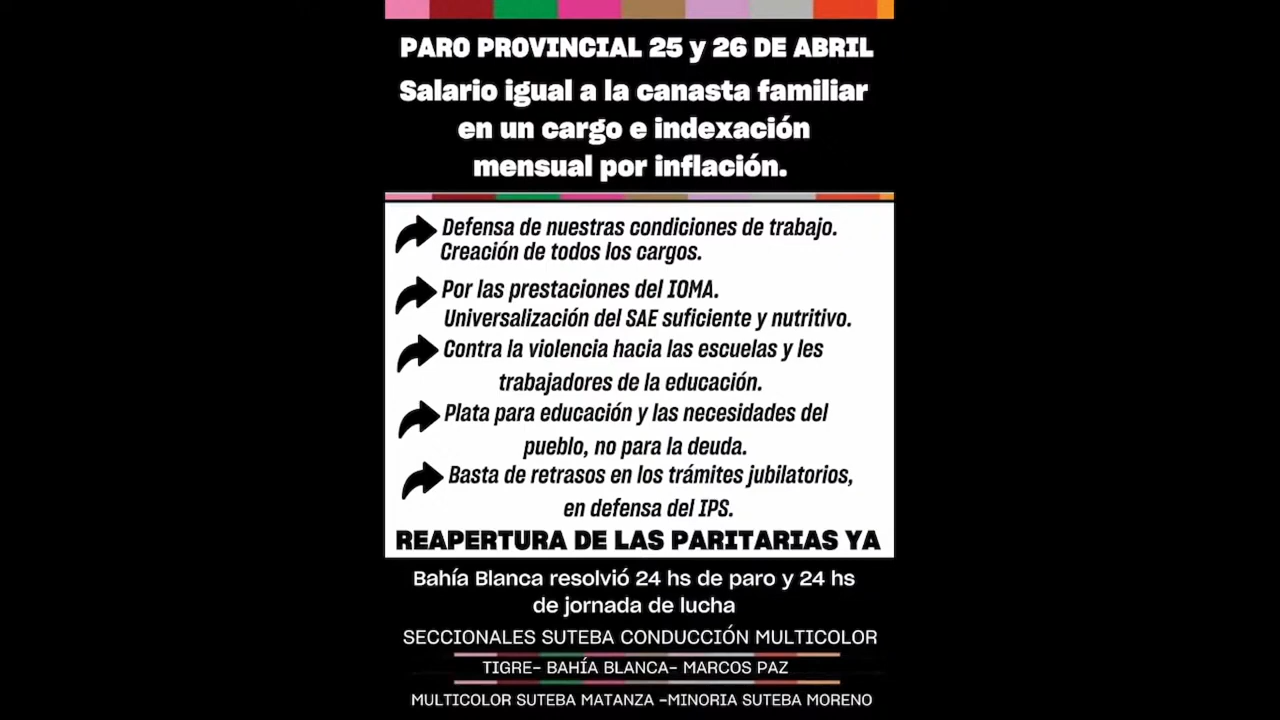 PARO PROVINCIAL 25 y 26 DE ABRIL
Salario igual a la canasta familiar
en un cargo e indexación
mensual por inflación.
Defensa de nuestras condiciones de trabajo.
Creación de todos los cargos.
Por las prestaciones del IOMA.
Universalización del SAE suficiente y nutritivo.
Contra la violencia hacia las escuelas y les
trabajadores de la educación.
Plata para educación y las necesidades del
pueblo, no para la deuda.
Basta de retrasos en los trámites jubilatorios,
en defensa del IPS.
REAPERTURA DE LAS PARITARIAS YA
Bahía Blanca resolvió 24 hs de paro y 24 hs
de jornada de lucha
SECCIONALES SUTEBA CONDUCCIÓN MULTICOLOR
TIGRE- BAHÍA BLANCA- MARCOS PAZ
MULTICOLOR SUTEBA MATANZA -MINORIA SUTEBA MORENO